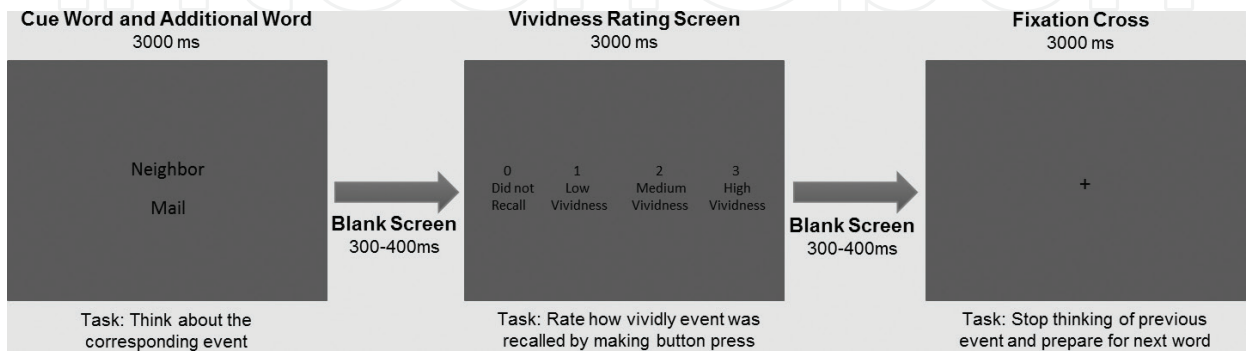 Cue Word and Additional Word
3000 ms
Neighbor
Mail
Task: Think about the
corresponding event
Blank Screen
300-400ms
Vividness Rating Screen
3000 ms
0 1 2 3
Did not Low Medium High
Recall Vividness Vividness Vividness
Task: Rate how vividly event was
recalled by making button press
Blank Screen
300-400ms
Fixation Cross
3000 ms
+
Task: Stop thinking of previous
event and prepare for next word